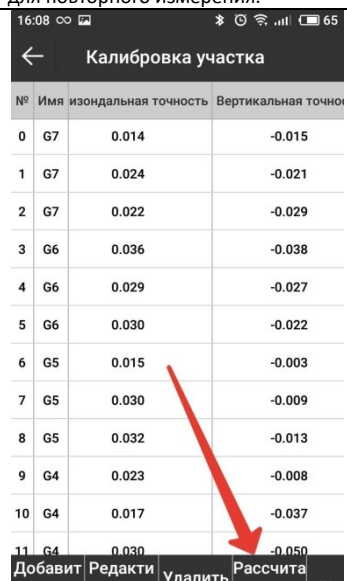 для повторного измерения.
16:08 65
Калибровка участка
№ Имя изондальная точность Вертикальная точнос
0 G7 0.014 -0.015
1 G7 0.024 -0.021
2 G7 0.022 -0.029
3 G6 0.036 -0.038
4 G6 0.029 -0.027
5 G6 0.030 -0.022
6 G5 0.015 -0.003
7 G5 0.030 -0.009
8 G5 0.032 -0.013
9 G4 0.023 -0.008
10 G4 0.017 -0.037
11 G4 0.030 -0.050
Добавит Редакти Удалить Рассчита